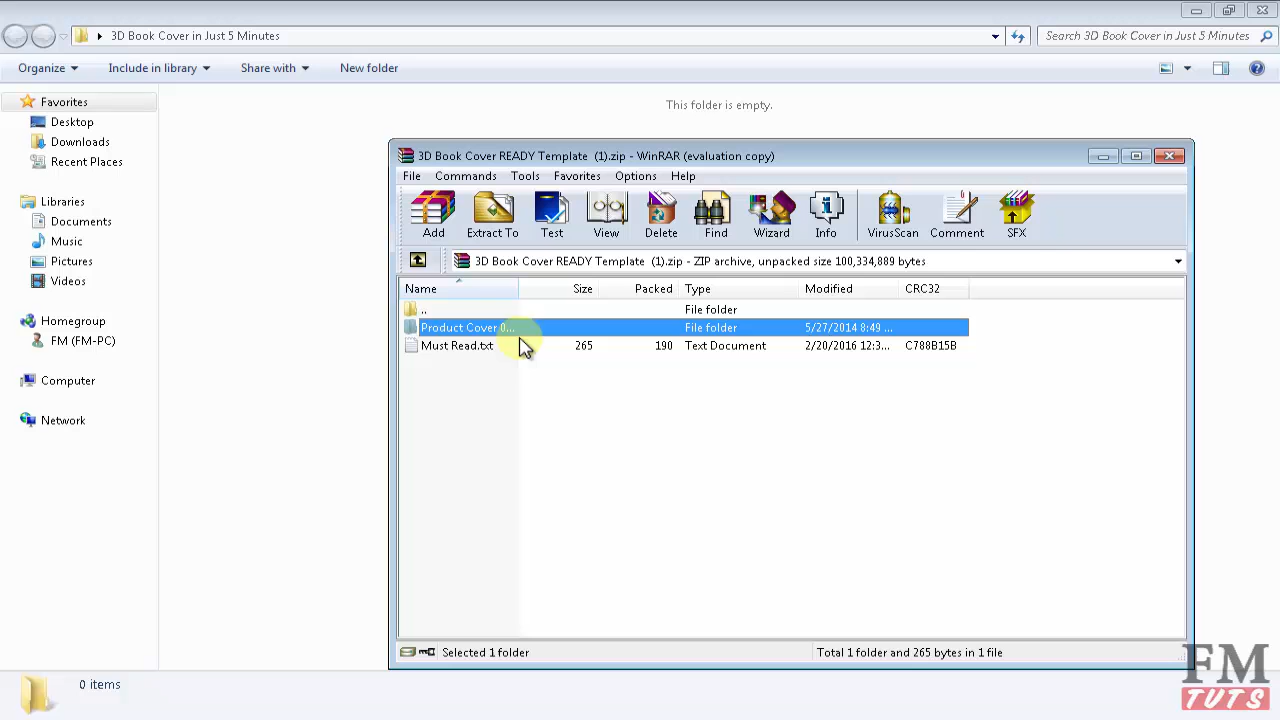 3D Book Cover in Just 5 Minutes
Search 3D Book Cover in Just 5 Minutes
Organize Include in library Share with New folder
Favorites
Desktop
Downloads
Recent Places
Libraries
Documents
Music
Pictures
Videos
Homegroup
FM (FM-PC)
Computer
Network
This folder is empty.
3D Book Cover READY Template (1).zip - WinRAR (evaluation copy)
File Commands Tools Favorites Options Help
Add Extract To Test View Delete Find Wizard Info VirusScan Comment SFX
3D Book Cover READY Template (1).zip - ZIP archive, unpacked size 100,334,889 bytes
Name Size Packed Type Modified CRC32
.. File folder
Product Cover 0... File folder 5/27/2014 8:49 ...
Must Read.txt 265 190 Text Document 2/20/2016 12:3... C788B15B
Selected 1 folder Total 1 folder and 265 bytes in 1 file
0 items
FM
TUTS